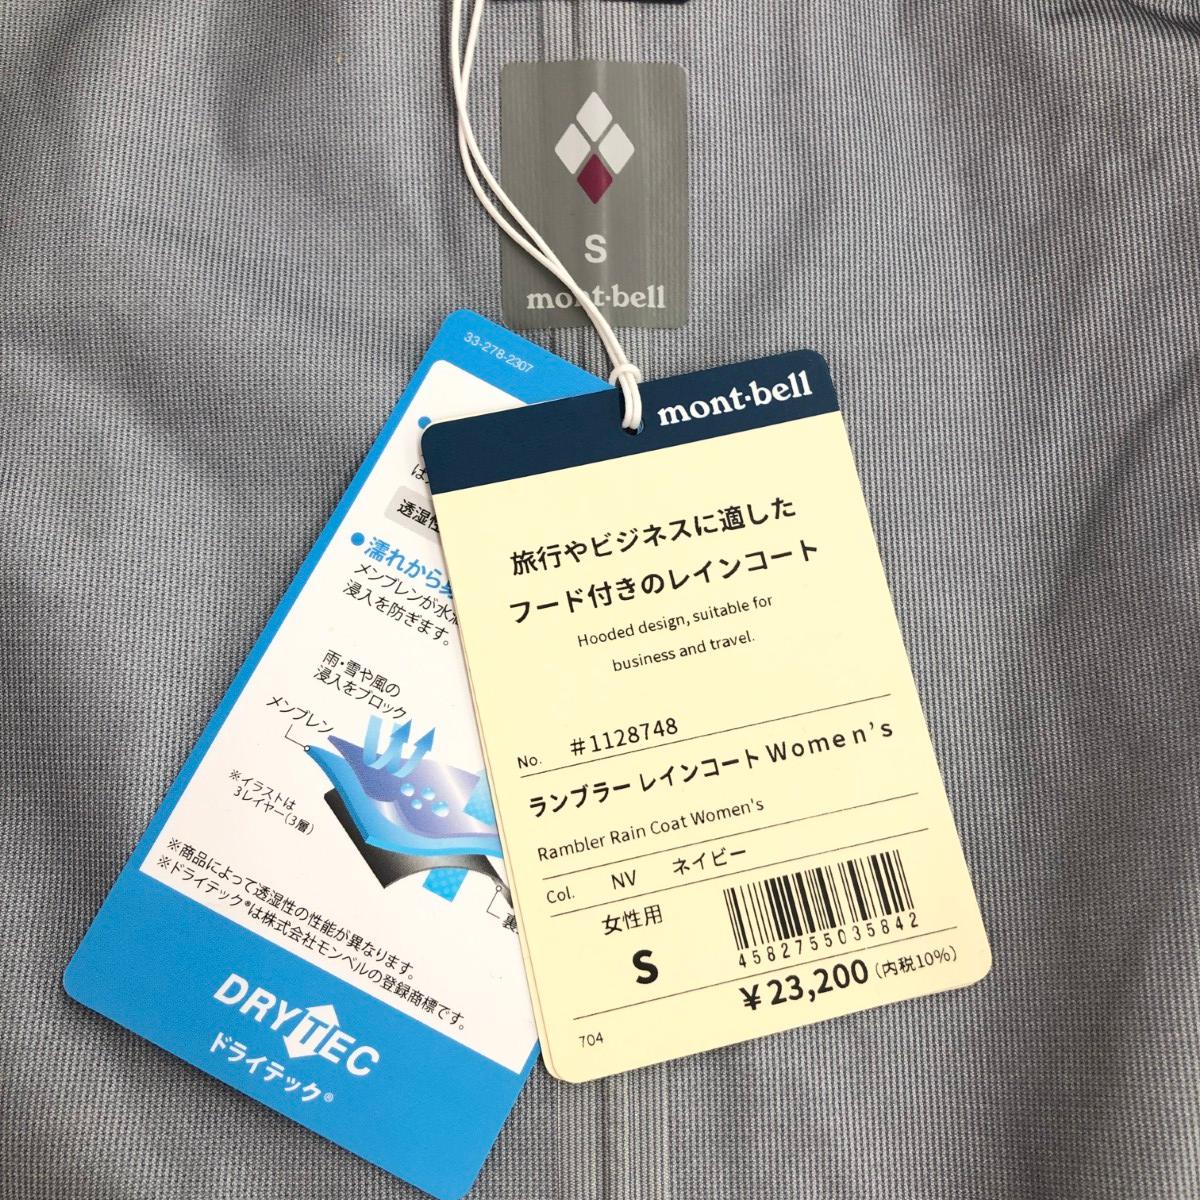 S
mont·bell
33-278-2307
は
透湿性
●濡れから
メンブレンが水
浸入を防ぎます。
雨・雪や風の
浸入をブロック
メンブレン
※イラストは
3レイヤー(3層)
裏
※商品によって透湿性の性能が異なります。
※ドライテック®は株式会社モンベルの登録商標です。
DRYTEC
ドライテック®
mont·bell
旅行やビジネスに適した
フード付きのレインコート
Hooded design, suitable for
business and travel.
No. #1128748
ランブラー レインコート Women's
Rambler Rain Coat Women's
Col. NV ネイビー
女性用
S
4582755035842
¥23,200(内税10%)
704